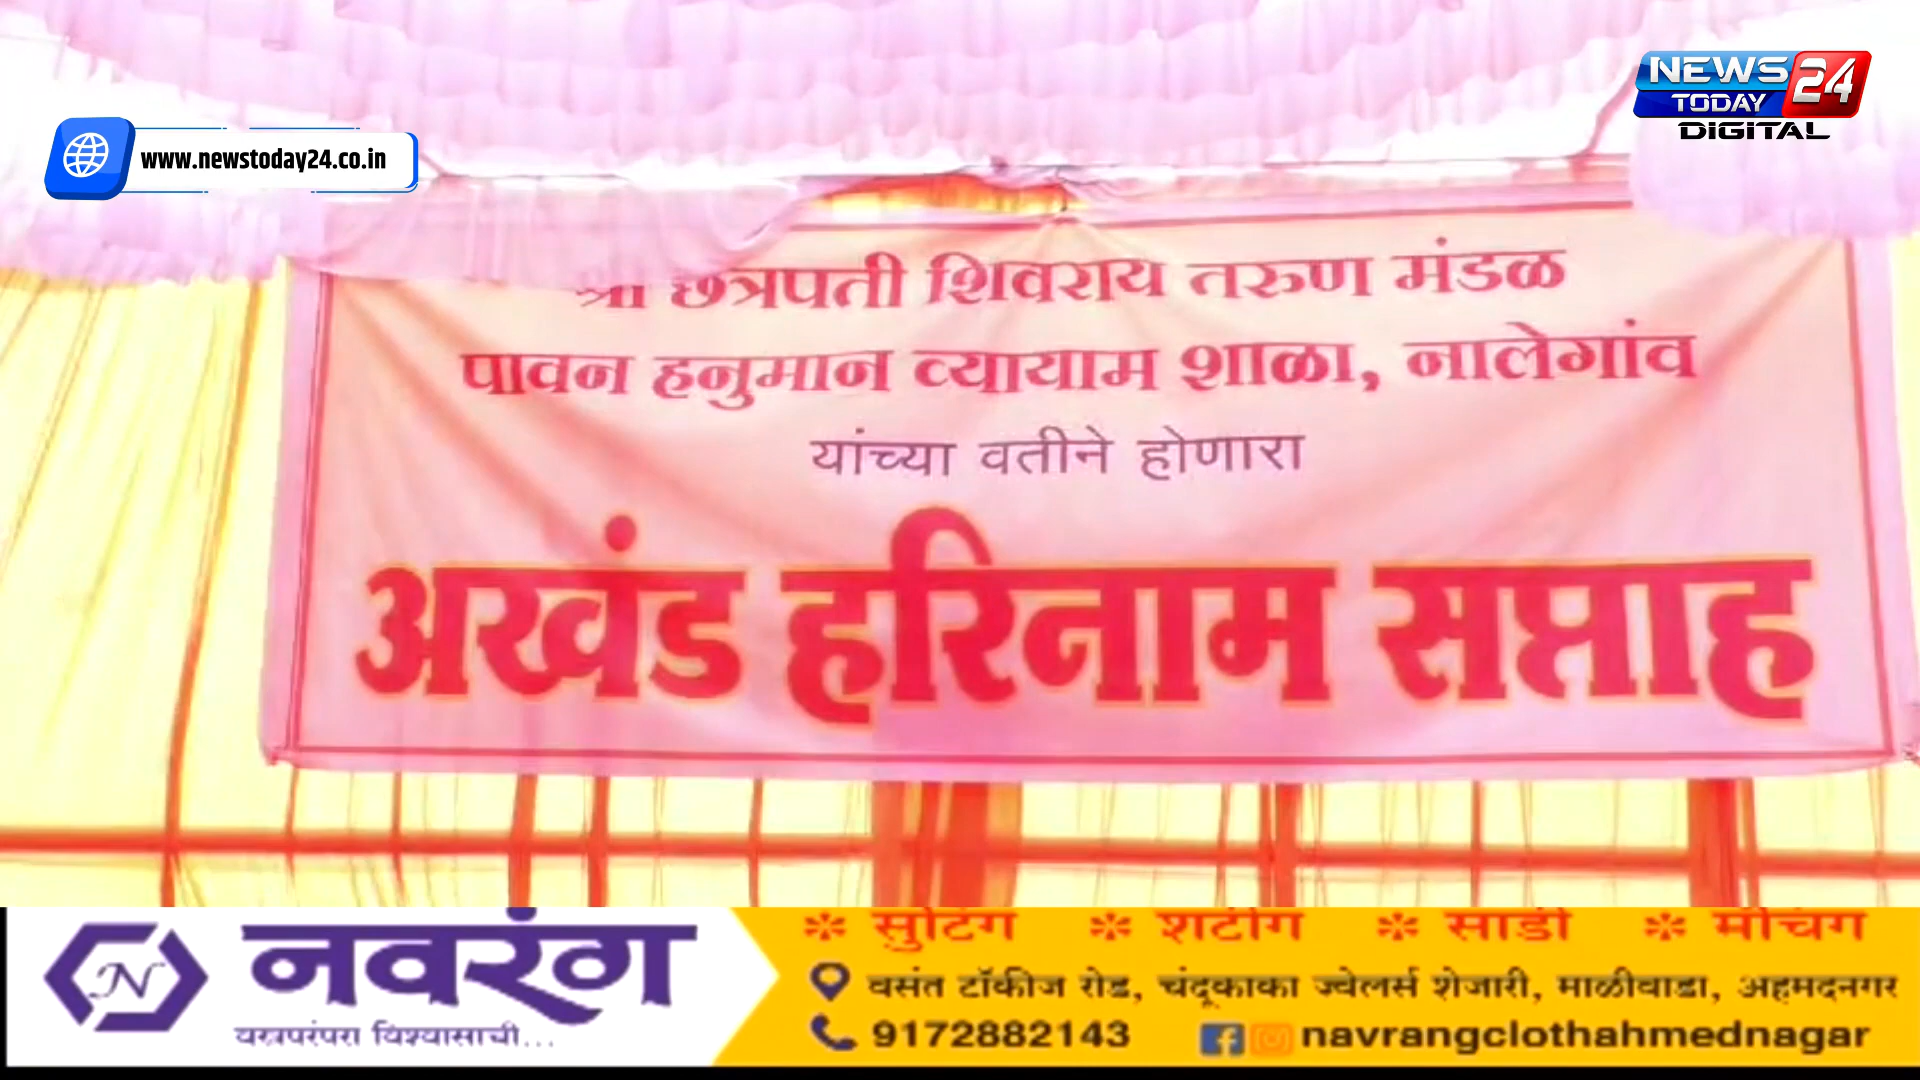 NEWS 24
TODAY
DIGITAL
www.newstoday24.co.in
श्री छत्रपती शिवराय तरुण मंडळ
पावन हनुमान व्यायाम शाळा, नालेगांव
यांच्या वतीने होणारा
अखंड हरिनाम सप्ताह
नवरंग
वस्त्रपरंपरा विश्वासाची...
* सुटिंग * शर्टींग * साडी * मॅचिंग
वसंत टॉकीज रोड, चंदूकाका ज्वेलर्स शेजारी, माळीवाडा, अहमदनगर
9172882143 navrangclothahmednagar